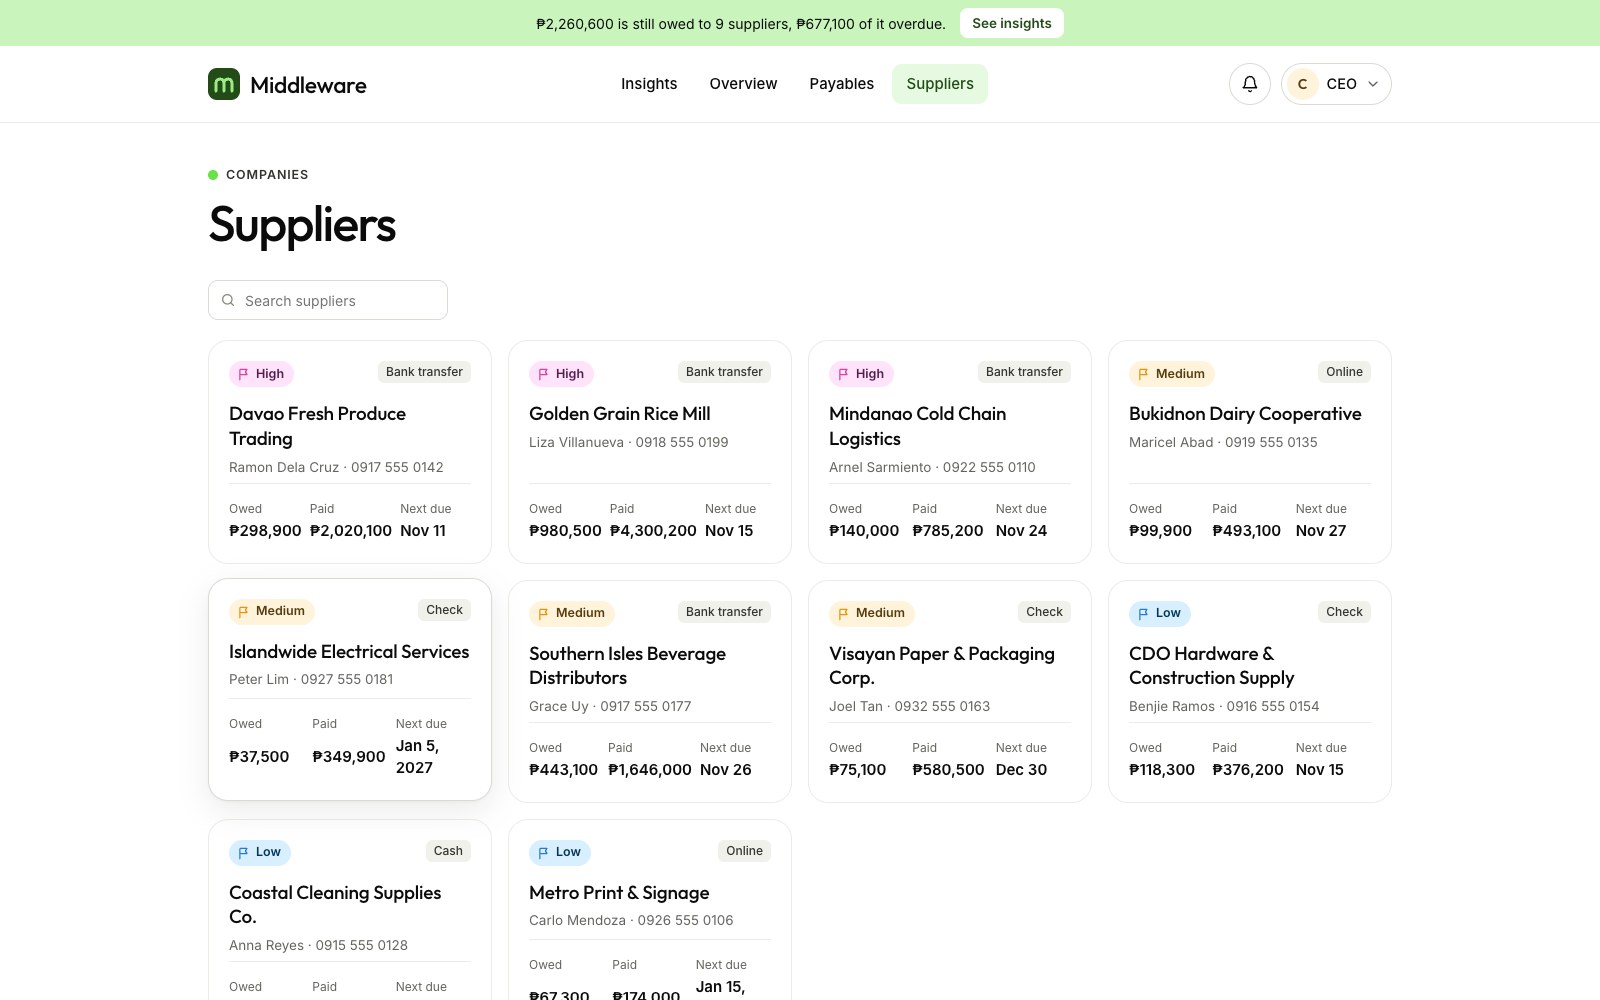 ₱2,260,600 is still owed to 9 suppliers, ₱677,100 of it overdue. See insights
Middleware
Insights Overview Payables Suppliers
C CEO
COMPANIES
Suppliers
Search suppliers
High Bank transfer
Davao Fresh Produce
Trading
Ramon Dela Cruz · 0917 555 0142
Owed Paid Next due
₱298,900 ₱2,020,100 Nov 11
High Bank transfer
Golden Grain Rice Mill
Liza Villanueva · 0918 555 0199
Owed Paid Next due
₱980,500 ₱4,300,200 Nov 15
High Bank transfer
Mindanao Cold Chain
Logistics
Arnel Sarmiento · 0922 555 0110
Owed Paid Next due
₱140,000 ₱785,200 Nov 24
Medium Online
Bukidnon Dairy Cooperative
Maricel Abad · 0919 555 0135
Owed Paid Next due
₱99,900 ₱493,100 Nov 27
Medium Check
Islandwide Electrical Services
Peter Lim · 0927 555 0181
Owed Paid Next due
₱37,500 ₱349,900 Jan 5,
2027
Medium Bank transfer
Southern Isles Beverage
Distributors
Grace Uy · 0917 555 0177
Owed Paid Next due
₱443,100 ₱1,646,000 Nov 26
Medium Check
Visayan Paper & Packaging
Corp.
Joel Tan · 0932 555 0163
Owed Paid Next due
₱75,100 ₱580,500 Dec 30
Low Check
CDO Hardware &
Construction Supply
Benjie Ramos · 0916 555 0154
Owed Paid Next due
₱118,300 ₱376,200 Nov 15
Low Cash
Coastal Cleaning Supplies
Co.
Anna Reyes · 0915 555 0128
Owed Paid Next due
Low Online
Metro Print & Signage
Carlo Mendoza · 0926 555 0106
Owed Paid Next due
₱67,300 ₱174,000 Jan 15,